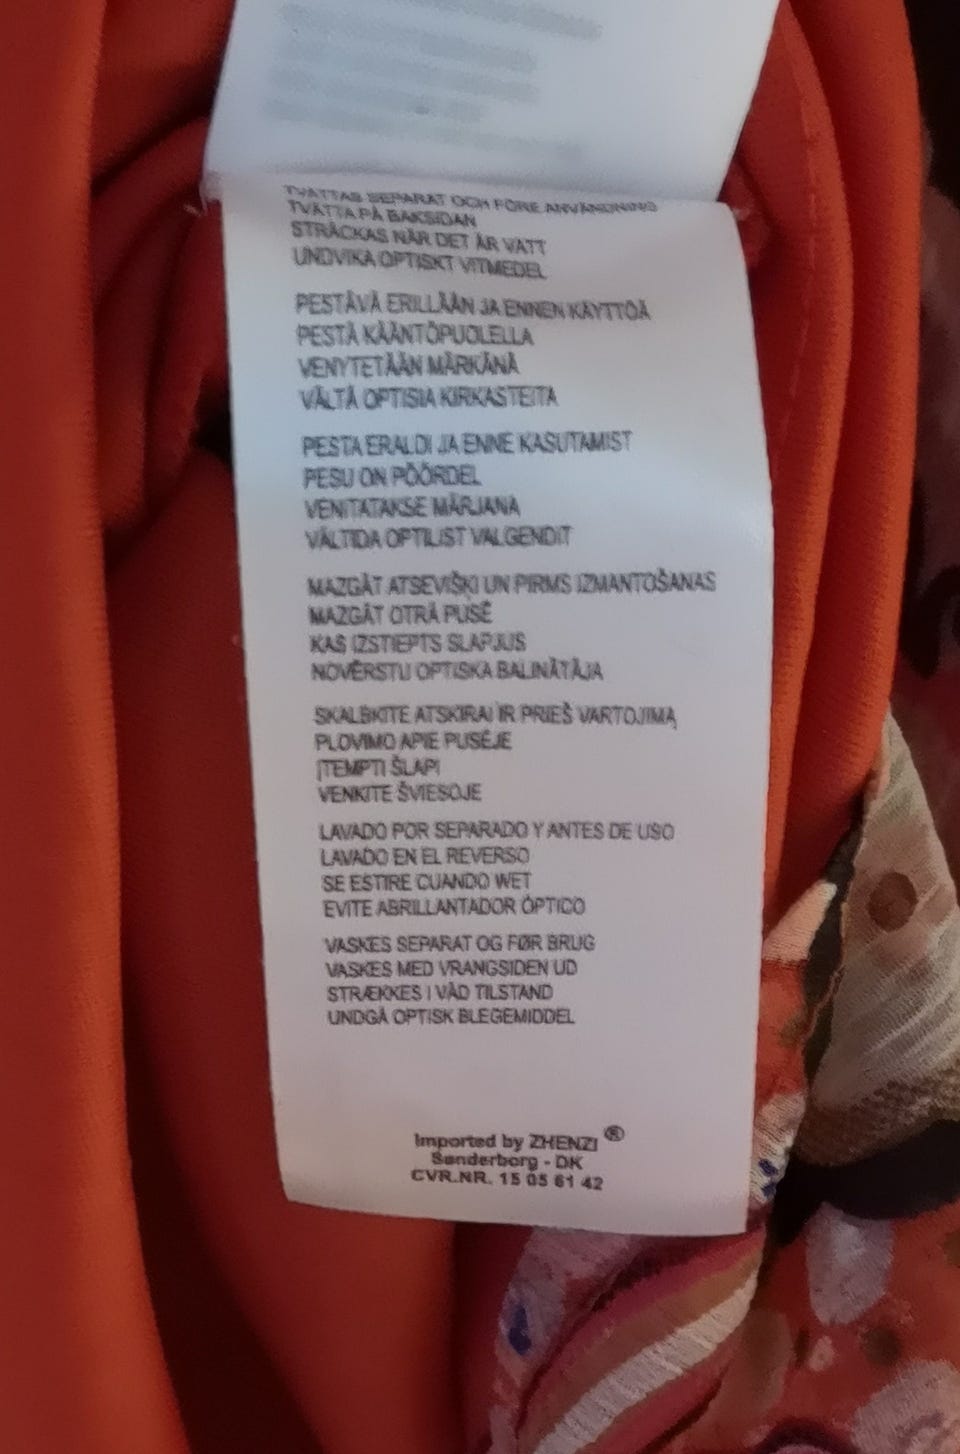 TVÄTTAS SEPARAT OCH FÖRE ANVÄNDNING
TVÄTTA PÅ BAKSIDAN
STRÄCKAS NÄR DET ÄR VATT
UNDVIKA OPTISKT VITMEDEL
PESTÄVÄ ERILLÄÄN JA ENNEN KÄYTTÖÄ
PESTÄ KÄÄNTÖPUOLELLA
VENYTETÄÄN MÄRKÄNÄ
VÄLTÄ OPTISIA KIRKASTEITA
PESTA ERALDI JA ENNE KASUTAMIST
PESU ON PÖÖRDEL
VENITATAKSE MÄRJANA
VÄLTIDA OPTILIST VALGENDIT
MAZGĀT ATSEVIŠĶI UN PIRMS IZMANTOŠANAS
MAZGĀT OTRĀ PUSĒ
KAS IZSTIEPTS SLAPJUS
NOVĒRSTU OPTISKA BALINĀTĀJA
SKALBKITE ATSKIRAI IR PRIEŠ VARTOJIMĄ
PLOVIMO APIE PUSĖJE
ĮTEMPTI ŠLAPI
VENKITE ŠVIESOJE
LAVADO POR SEPARADO Y ANTES DE USO
LAVADO EN EL REVERSO
SE ESTIRE CUANDO WET
EVITE ABRILLANTADOR ÓPTICO
VASKES SEPARAT OG FØR BRUG
VASKES MED VRANGSIDEN UD
STRÆKKES I VÅD TILSTAND
UNDGÅ OPTISK BLEGEMIDDEL
Imported by ZHENZI ®
Sønderborg - DK
CVR.NR. 15 05 61 42